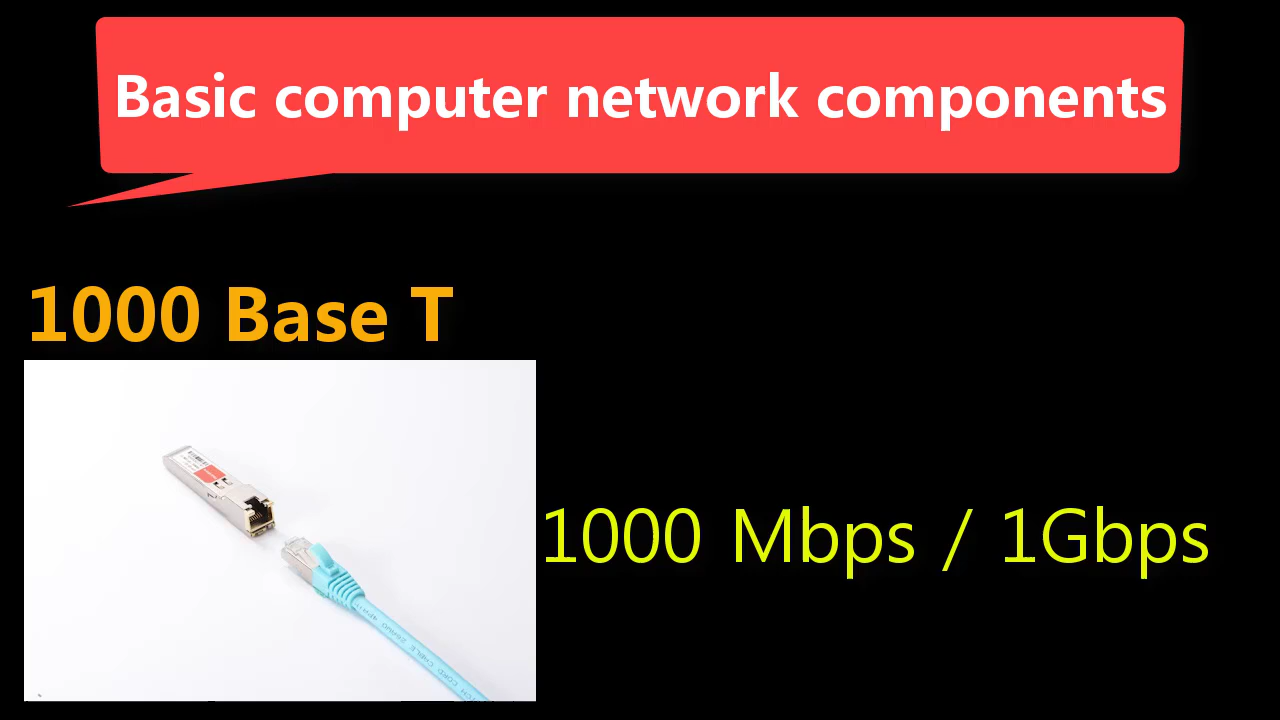 Basic computer network components
1000 Base T
1000 Mbps / 1Gbps